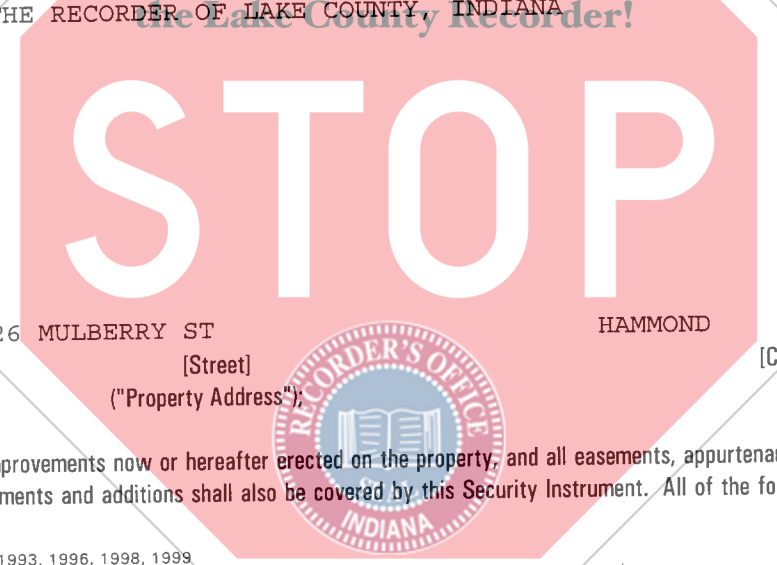 the Lake County Recorder!
THE RECORDER OF LAKE COUNTY, INDIANA
STOP
26 MULBERRY ST HAMMOND
[Street] [C
("Property Address");
RECORDER'S OFFICE
provements now or hereafter erected on the property, and all easements, appurtenan
ments and additions shall also be covered by this Security Instrument. All of the fo
INDIANA
1993, 1996, 1998, 1999